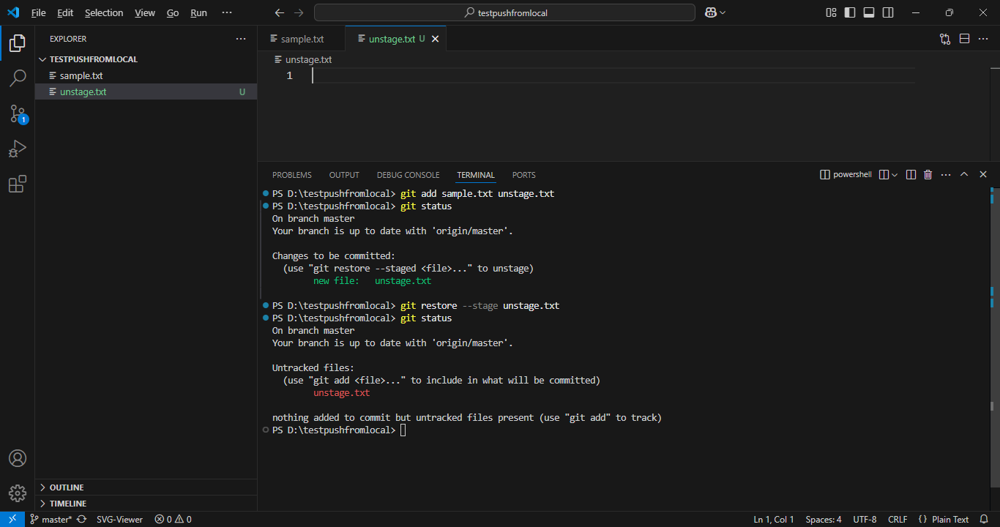 File Edit Selection View Go Run ··· testpushfromlocal
EXPLORER ···
TESTPUSHFROMLOCAL
sample.txt
unstage.txt U
1
sample.txt unstage.txt U
unstage.txt
1
PROBLEMS OUTPUT DEBUG CONSOLE TERMINAL PORTS powershell ···
PS D:\testpushfromlocal> git add sample.txt unstage.txt
PS D:\testpushfromlocal> git status
On branch master
Your branch is up to date with 'origin/master'.
Changes to be committed:
(use "git restore --staged <file>..." to unstage)
new file: unstage.txt
PS D:\testpushfromlocal> git restore --stage unstage.txt
PS D:\testpushfromlocal> git status
On branch master
Your branch is up to date with 'origin/master'.
Untracked files:
(use "git add <file>..." to include in what will be committed)
unstage.txt
nothing added to commit but untracked files present (use "git add" to track)
PS D:\testpushfromlocal>
OUTLINE
TIMELINE
master* SVG-Viewer 0 0 Ln 1, Col 1 Spaces: 4 UTF-8 CRLF {} Plain Text